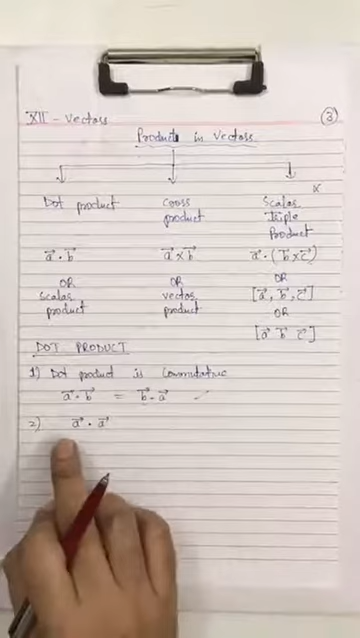 XII - Vectors
(3)
Products in Vectors
Dot product
Cross product
Scalar Triple Product
x
a⃗ · b⃗
a⃗ × b⃗
a⃗ · (b⃗ × c⃗)
OR
OR
OR
Scalar product
vector product
[a⃗, b⃗, c⃗]
OR
[a⃗ b⃗ c⃗]
DOT PRODUCT
1) Dot product is Commutative
a⃗ · b⃗ = b⃗ · a⃗ ✓
2) a⃗ · a⃗